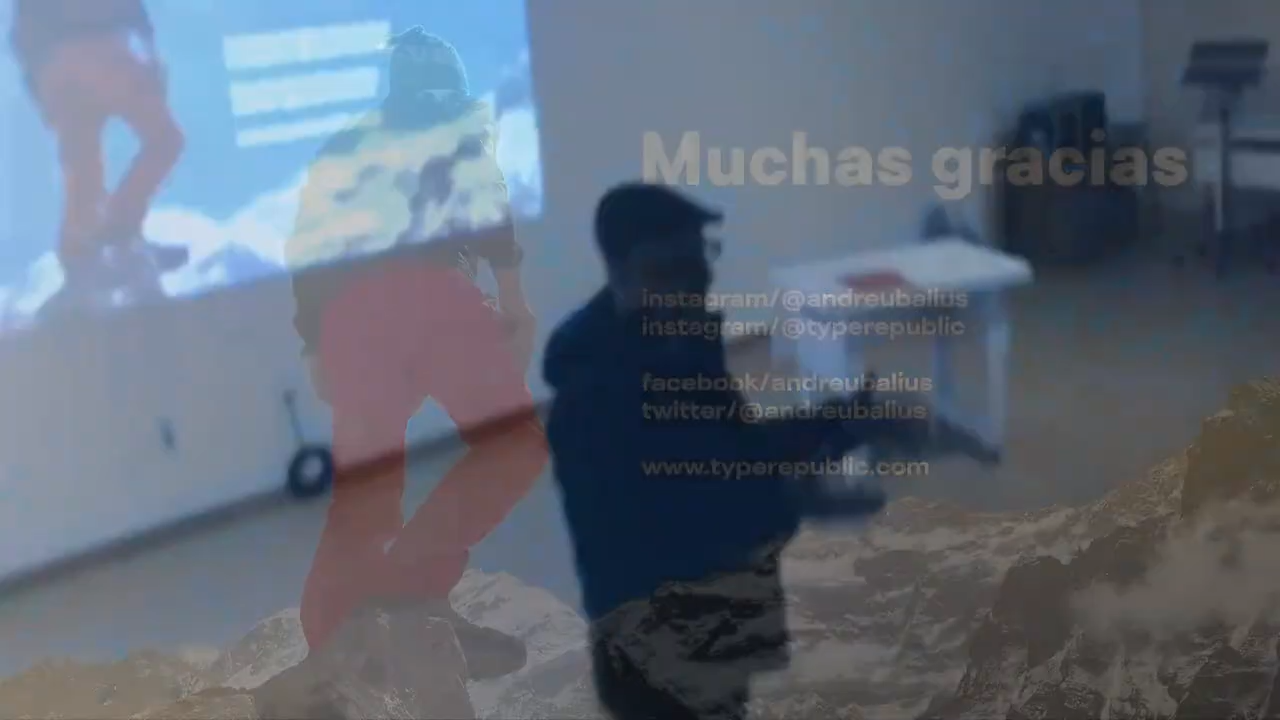 Muchas gracias
instagram/@andreubalius
instagram/@typerepublic
facebook/andreubalius
twitter/@andreubalius
www.typerepublic.com